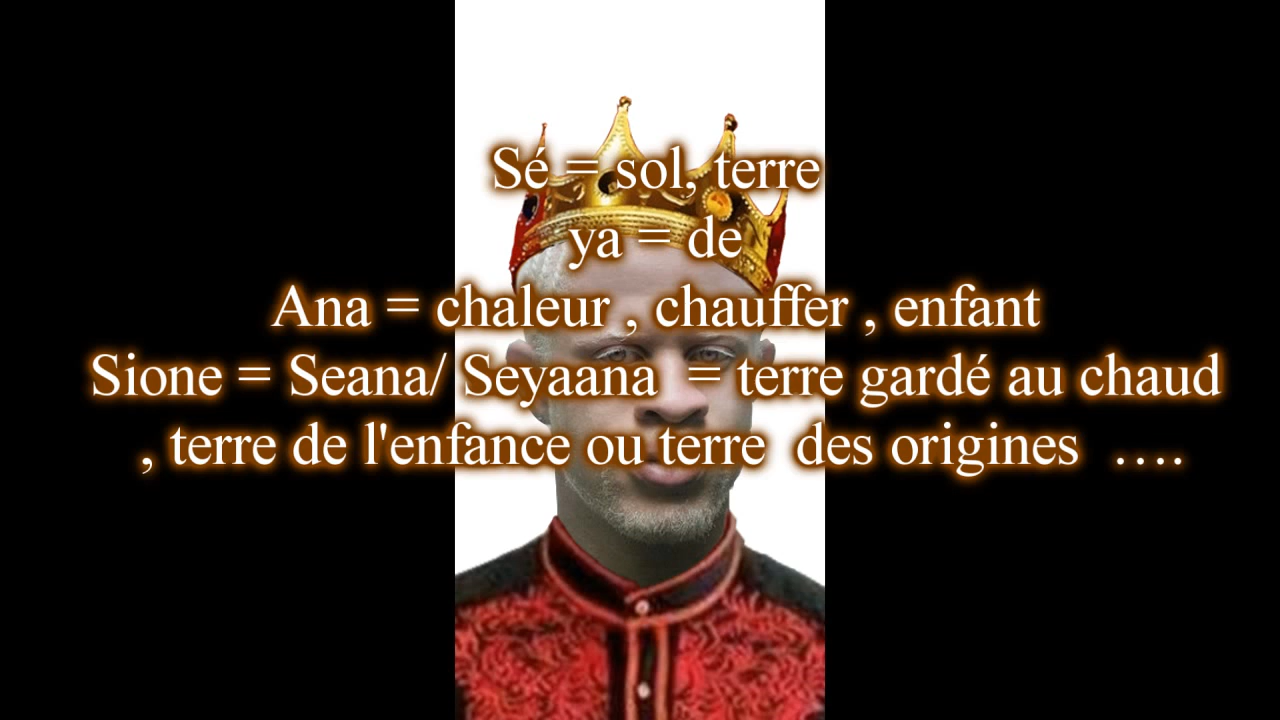 Sé = sol, terre
ya = de
Ana = chaleur , chauffer , enfant
Sione = Seana/ Seyaana = terre gardé au chaud
, terre de l'enfance ou terre des origines ....